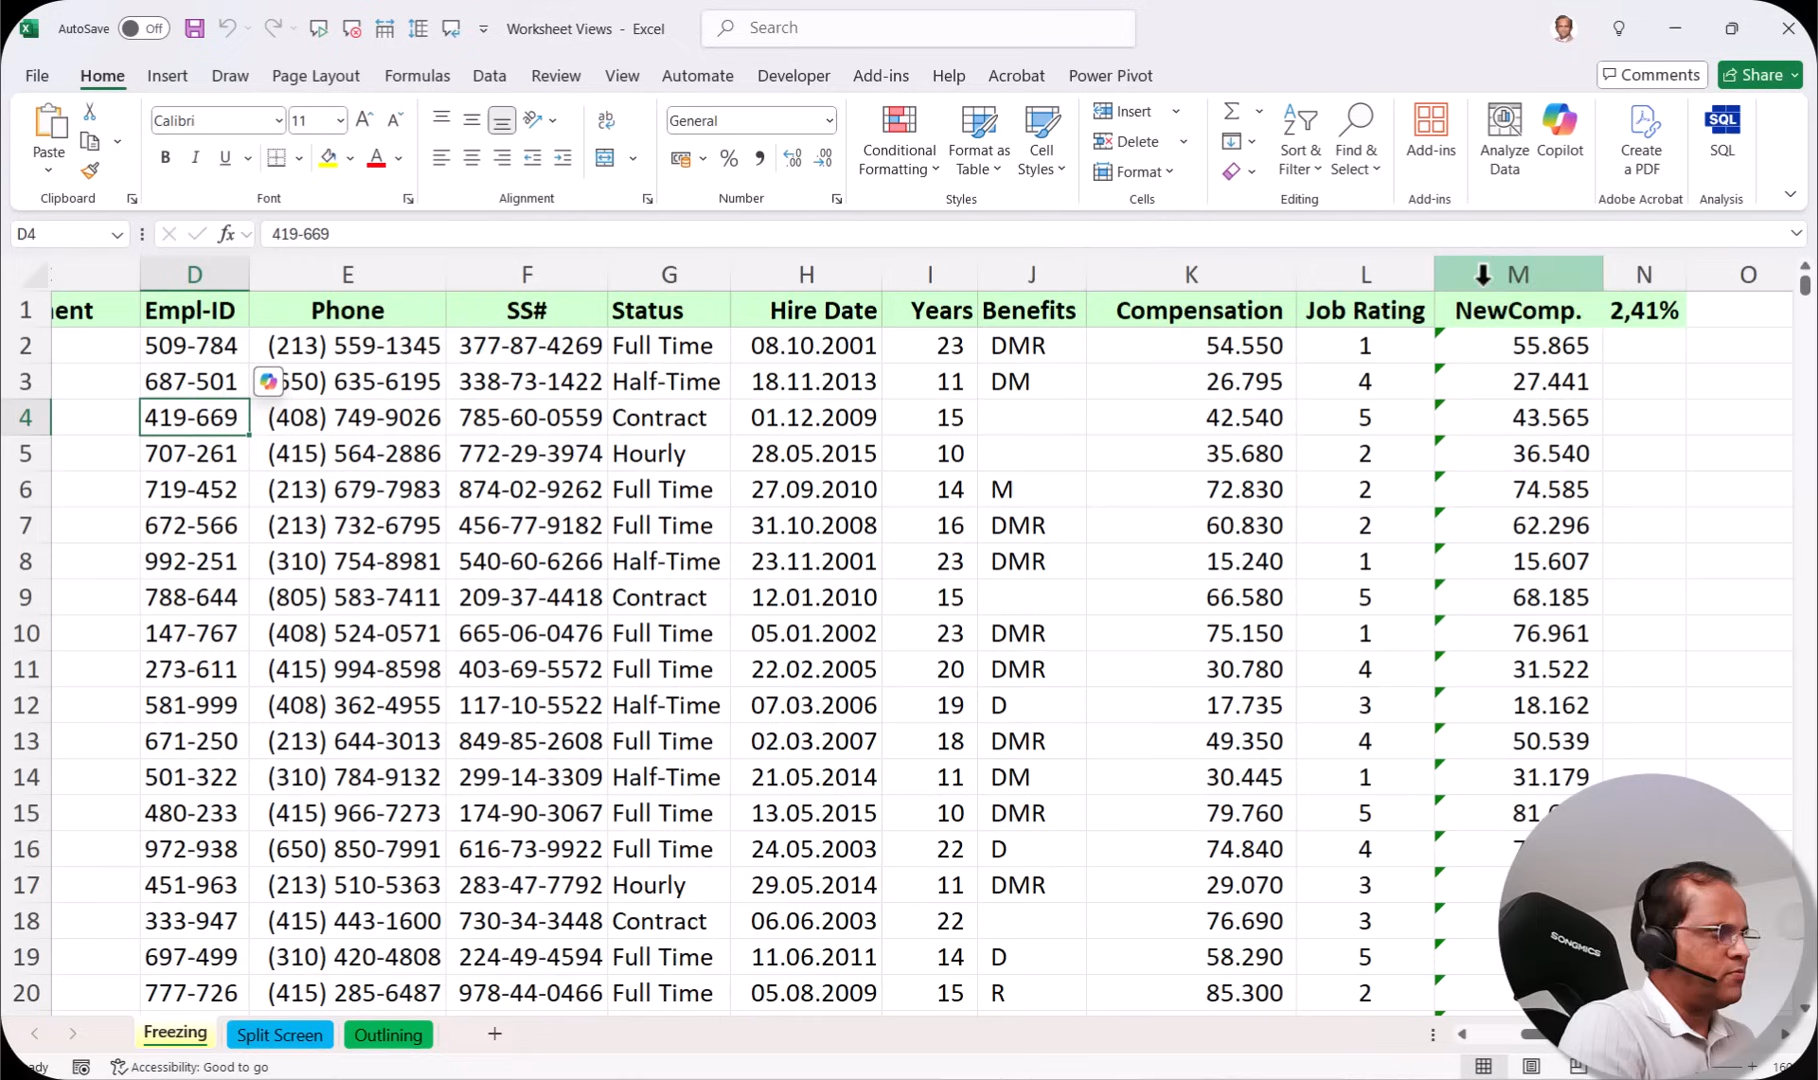 AutoSave Off Worksheet Views - Excel Search
File Home Insert Draw Page Layout Formulas Data Review View Automate Developer Add-ins Help Acrobat Power Pivot Comments Share
Paste Calibri 11 General Conditional Formatting Format as Table Cell Styles Insert Delete Format Sort & Filter Find & Select Add-ins Analyze Data Copilot Create a PDF SQL
Clipboard Font Alignment Number Styles Cells Editing Add-ins Adobe Acrobat Analysis
D4 fx 419-669
D E F G H I J K L M N O
1 Empl-ID Phone SS# Status Hire Date Years Benefits Compensation Job Rating NewComp. 2,41%
2 509-784 (213) 559-1345 377-87-4269 Full Time 08.10.2001 23 DMR 54.550 1 55.865
3 687-501 635-6195 338-73-1422 Half-Time 18.11.2013 11 DM 26.795 4 27.441
4 419-669 (408) 749-9026 785-60-0559 Contract 01.12.2009 15 42.540 5 43.565
5 707-261 (415) 564-2886 772-29-3974 Hourly 28.05.2015 10 35.680 2 36.540
6 719-452 (213) 679-7983 874-02-9262 Full Time 27.09.2010 14 M 72.830 2 74.585
7 672-566 (213) 732-6795 456-77-9182 Full Time 31.10.2008 16 DMR 60.830 2 62.296
8 992-251 (310) 754-8981 540-60-6266 Half-Time 23.11.2001 23 DMR 15.240 1 15.607
9 788-644 (805) 583-7411 209-37-4418 Contract 12.01.2010 15 66.580 5 68.185
10 147-767 (408) 524-0571 665-06-0476 Full Time 05.01.2002 23 DMR 75.150 1 76.961
11 273-611 (415) 994-8598 403-69-5572 Full Time 22.02.2005 20 DMR 30.780 4 31.522
12 581-999 (408) 362-4955 117-10-5522 Half-Time 07.03.2006 19 D 17.735 3 18.162
13 671-250 (213) 644-3013 849-85-2608 Full Time 02.03.2007 18 DMR 49.350 4 50.539
14 501-322 (310) 784-9132 299-14-3309 Half-Time 21.05.2014 11 DM 30.445 1 31.179
15 480-233 (415) 966-7273 174-90-3067 Full Time 13.05.2015 10 DMR 79.760 5
16 972-938 (650) 850-7991 616-73-9922 Full Time 24.05.2003 22 D 74.840 4
17 451-963 (213) 510-5363 283-47-7792 Hourly 29.05.2014 11 DMR 29.070 3
18 333-947 (415) 443-1600 730-34-3448 Contract 06.06.2003 22 76.690 3
19 697-499 (310) 420-4808 224-49-4594 Full Time 11.06.2011 14 D 58.290 5
20 777-726 (415) 285-6487 978-44-0466 Full Time 05.08.2009 15 R 85.300 2
SONGMICS
Freezing Split Screen Outlining
Accessibility: Good to go